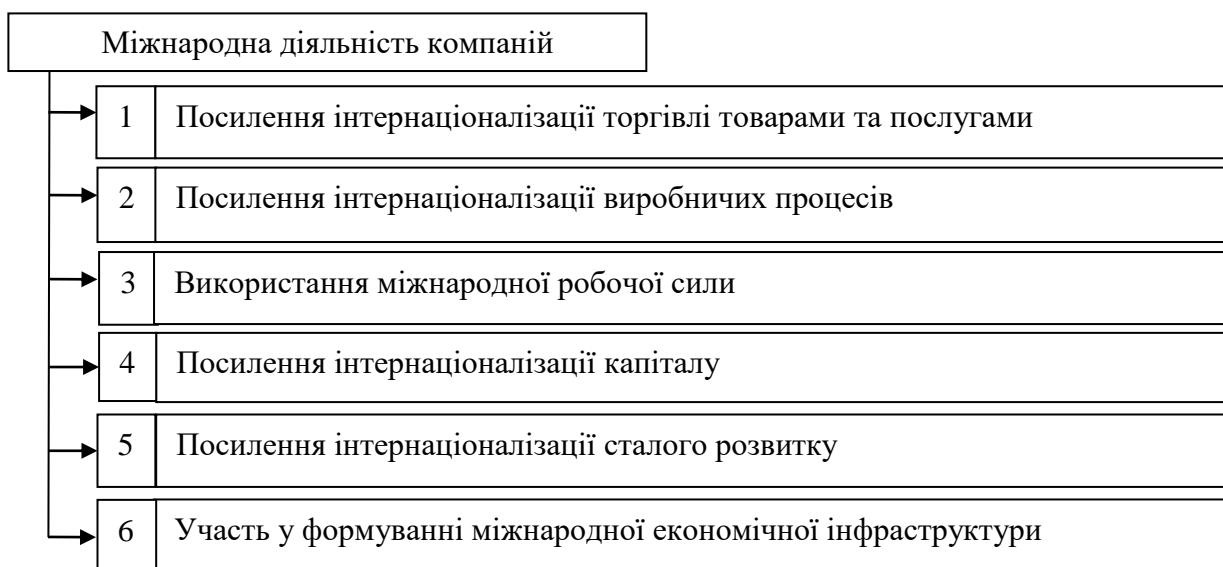 Міжнародна діяльність компаній
1 Посилення інтернаціоналізації торгівлі товарами та послугами
2 Посилення інтернаціоналізації виробничих процесів
3 Використання міжнародної робочої сили
4 Посилення інтернаціоналізації капіталу
5 Посилення інтернаціоналізації сталого розвитку
6 Участь у формуванні міжнародної економічної інфраструктури